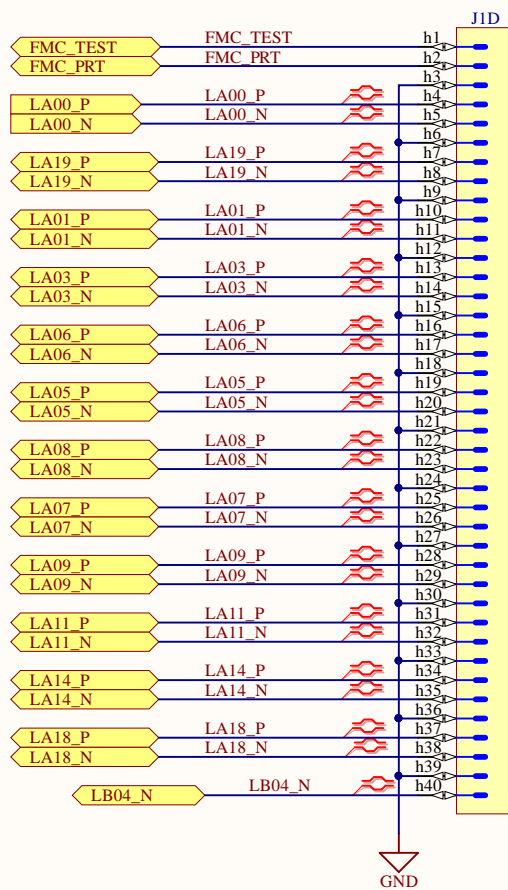 J1D
FMC_TEST FMC_TEST h1
FMC_PRT FMC_PRT h2
h3
LA00_P LA00_P h4
LA00_N LA00_N h5
h6
LA19_P LA19_P h7
LA19_N LA19_N h8
h9
LA01_P LA01_P h10
LA01_N LA01_N h11
h12
LA03_P LA03_P h13
LA03_N LA03_N h14
h15
LA06_P LA06_P h16
LA06_N LA06_N h17
h18
LA05_P LA05_P h19
LA05_N LA05_N h20
h21
LA08_P LA08_P h22
LA08_N LA08_N h23
h24
LA07_P LA07_P h25
LA07_N LA07_N h26
h27
LA09_P LA09_P h28
LA09_N LA09_N h29
h30
LA11_P LA11_P h31
LA11_N LA11_N h32
h33
LA14_P LA14_P h34
LA14_N LA14_N h35
h36
LA18_P LA18_P h37
LA18_N LA18_N h38
h39
LB04_N LB04_N h40
GND